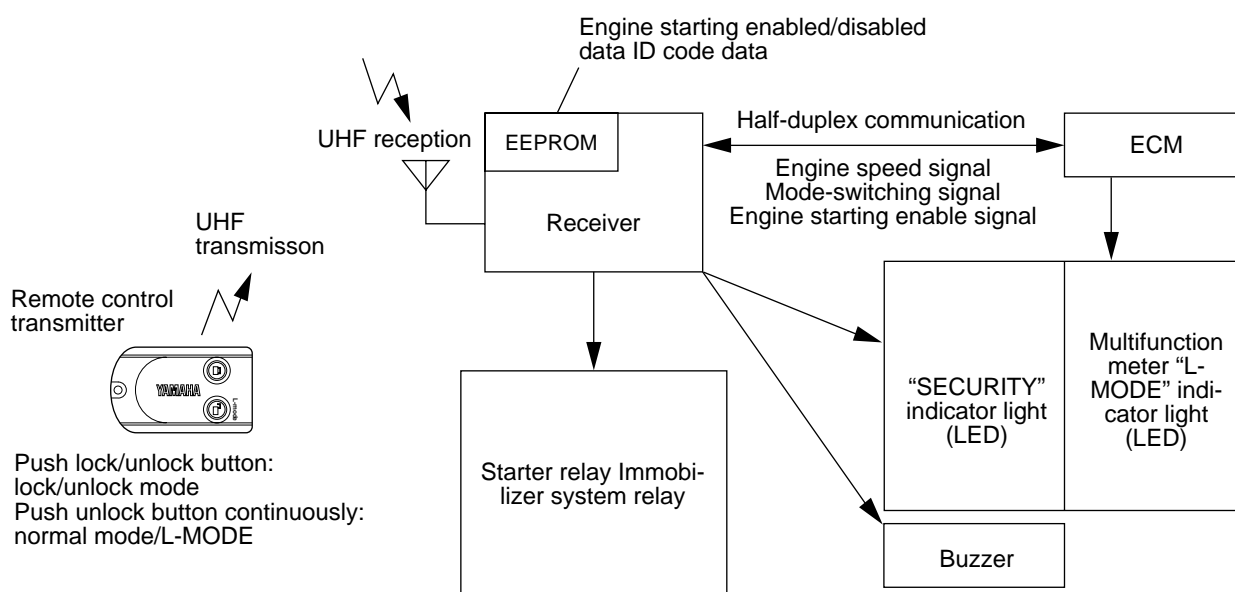 Engine starting enabled/disabled
data ID code data
UHF reception
EEPROM
Receiver
Half-duplex communication
Engine speed signal
Mode-switching signal
Engine starting enable signal
ECM
UHF
transmisson
Remote control
transmitter
YAMAHA
L-mode
Push lock/unlock button:
lock/unlock mode
Push unlock button continuously:
normal mode/L-MODE
Starter relay Immobi-
lizer system relay
“SECURITY”
indicator light
(LED)
Multifunction
meter “L-
MODE” indi-
cator light
(LED)
Buzzer